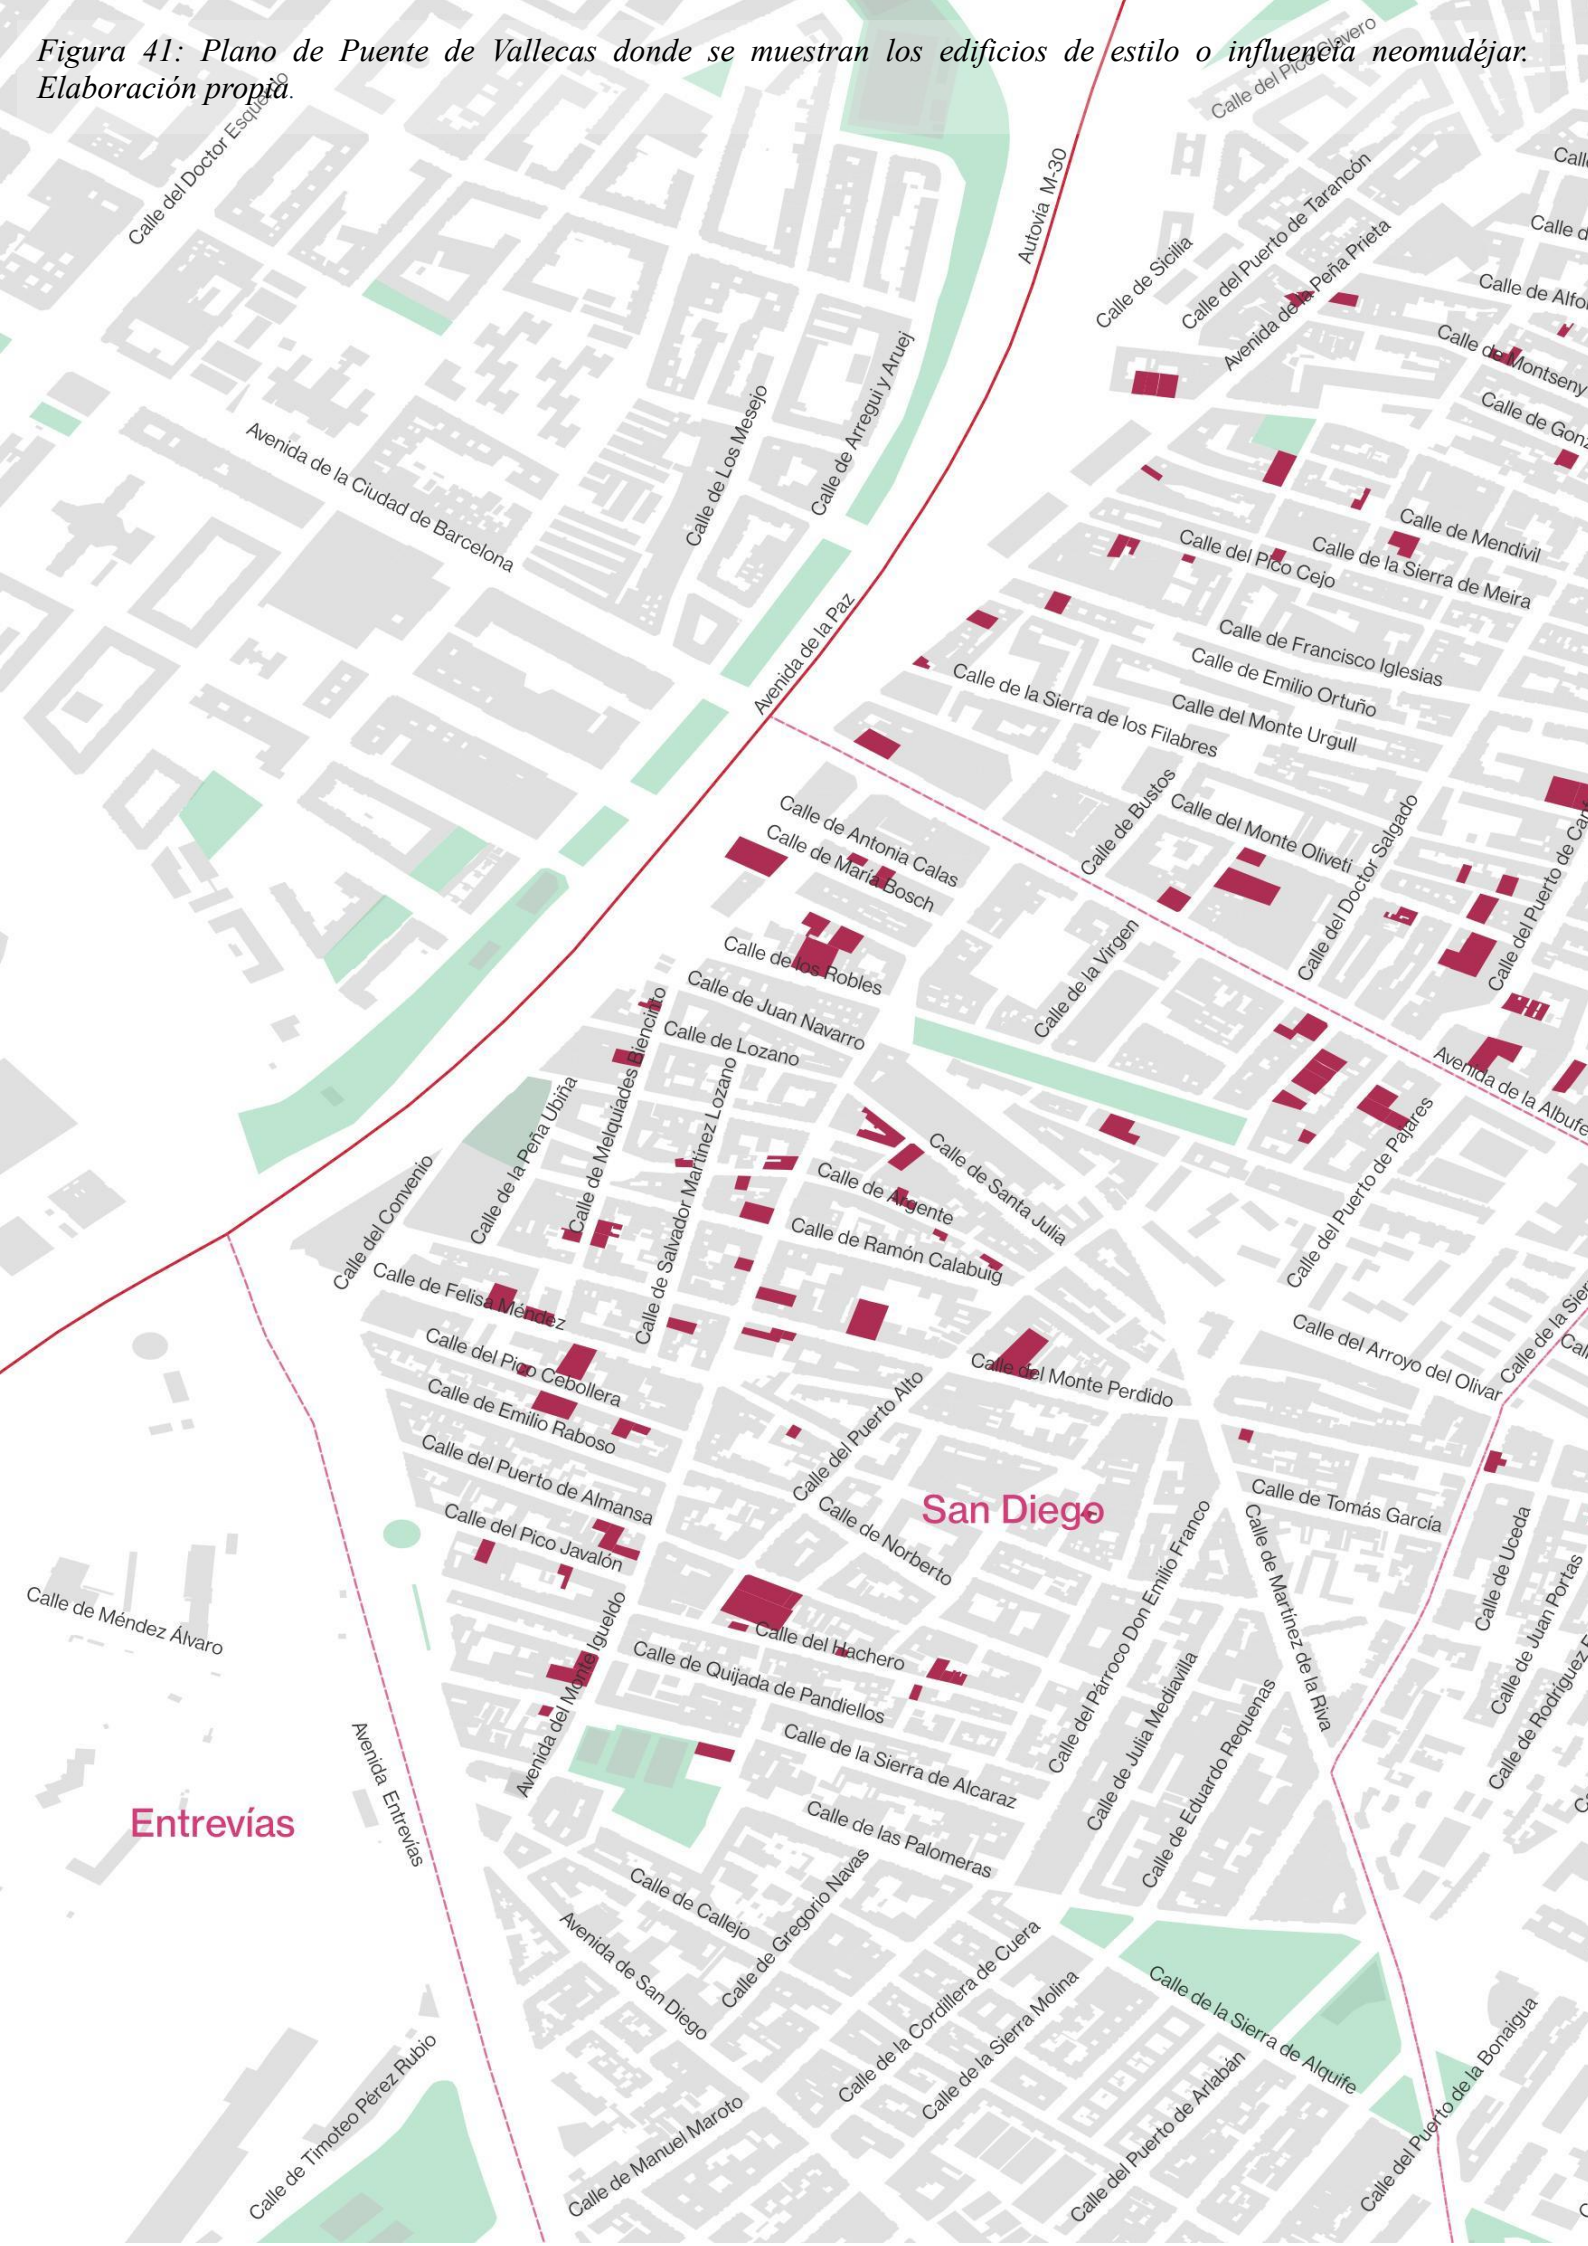 Figura 41: Plano de Puente de Vallecas donde se muestran los edificios de estilo o influencia neomudéjar.
Elaboración propia.
Calle del Pico Clavero
Calle del Doctor Esquerdo
Autovía M-30
Calle del Puerto de Tarancón
Calle de Sicilia
Avenida de la Peña Prieta
Calle de Montseny
Calle de Los Mesejo
Calle de Arregui y Aruej
Avenida de la Ciudad de Barcelona
Calle de Mendívil
Calle del Pico Cejo
Calle de la Sierra de Meira
Avenida de la Paz
Calle de Francisco Iglesias
Calle de Emilio Ortuño
Calle de la Sierra de los Filabres
Calle del Monte Urgull
Calle de Bustos
Calle del Monte Oliveti
Calle del Doctor Salgado
Calle de Antonia Calas
Calle de María Bosch
Calle de los Robles
Calle de la Virgen
Calle de Juan Navarro
Calle de Lozano
Calle de Melquíades Biencinto
Avenida de la Albufe
Calle de la Peña Ubiña
Calle de Salvador Martínez Lozano
Calle del Convenio
Calle de Santa Julia
Calle de Argente
Calle de Ramón Calabuig
Calle del Puerto de Pajares
Calle de Felisa Méndez
Calle del Pico Cebollera
Calle de Emilio Raboso
Calle del Monte Perdido
Calle del Arroyo del Olivar
Calle de la Sier
Calle del Puerto Alto
Calle del Puerto de Almansa
Calle del Pico Javalón
Calle de Norberto
San Diego
Calle de Tomás García
Calle de Uceda
Calle de Juan Portas
Calle de Méndez Álvaro
Calle del Hachero
Calle de Quijada de Pandiellos
Calle del Párroco Don Emilio Franco
Calle de Martínez de la Riva
Avenida del Monte Igueldo
Calle de la Sierra de Alcaraz
Calle de Julia Mediavilla
Calle de Eduardo Requenas
Entrevías
Avenida Entrevías
Calle de las Palomeras
Calle de Callejo
Calle de Gregorio Navas
Avenida de San Diego
Calle de la Cordillera de Cuera
Calle de la Sierra Molina
Calle de la Sierra de Alquife
Calle de Timoteo Pérez Rubio
Calle de Manuel Maroto
Calle del Puerto de Arlabán
Calle del Puerto de la Bonaigua